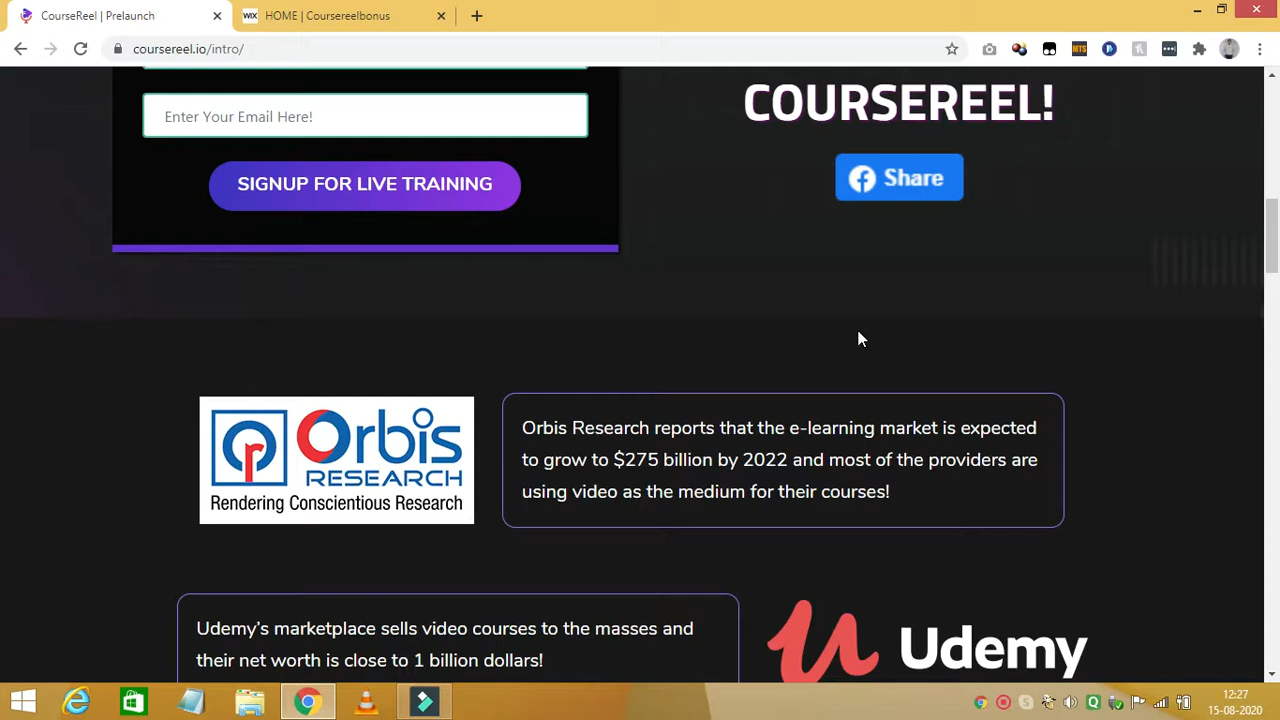 CourseReel | Prelaunch
WIX
HOME | Coursereelbonus
coursereel.io/intro/
MTS
COURSEREEL!
Enter Your Email Here!
SIGNUP FOR LIVE TRAINING
Share
Orbis
RESEARCH
Rendering Conscientious Research
Orbis Research reports that the e-learning market is expected
to grow to $275 billion by 2022 and most of the providers are
using video as the medium for their courses!
Udemy’s marketplace sells video courses to the masses and
their net worth is close to 1 billion dollars!
Udemy
12:27
15-08-2020